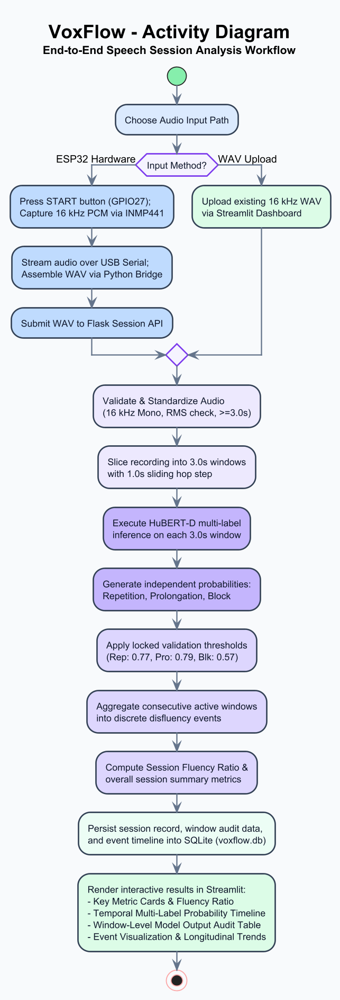 VoxFlow - Activity Diagram
End-to-End Speech Session Analysis Workflow
Choose Audio Input Path
ESP32 Hardware
Input Method?
WAV Upload
Press START button (GPIO27);
Capture 16 kHz PCM via INMP441
Upload existing 16 kHz WAV
via Streamlit Dashboard
Stream audio over USB Serial;
Assemble WAV via Python Bridge
Submit WAV to Flask Session API
Validate & Standardize Audio
(16 kHz Mono, RMS check, >=3.0s)
Slice recording into 3.0s windows
with 1.0s sliding hop step
Execute HuBERT-D multi-label
inference on each 3.0s window
Generate independent probabilities:
Repetition, Prolongation, Block
Apply locked validation thresholds
(Rep: 0.77, Pro: 0.79, Blk: 0.57)
Aggregate consecutive active windows
into discrete disfluency events
Compute Session Fluency Ratio &
overall session summary metrics
Persist session record, window audit data,
and event timeline into SQLite (voxflow.db)
Render interactive results in Streamlit:
- Key Metric Cards & Fluency Ratio
- Temporal Multi-Label Probability Timeline
- Window-Level Model Output Audit Table
- Event Visualization & Longitudinal Trends